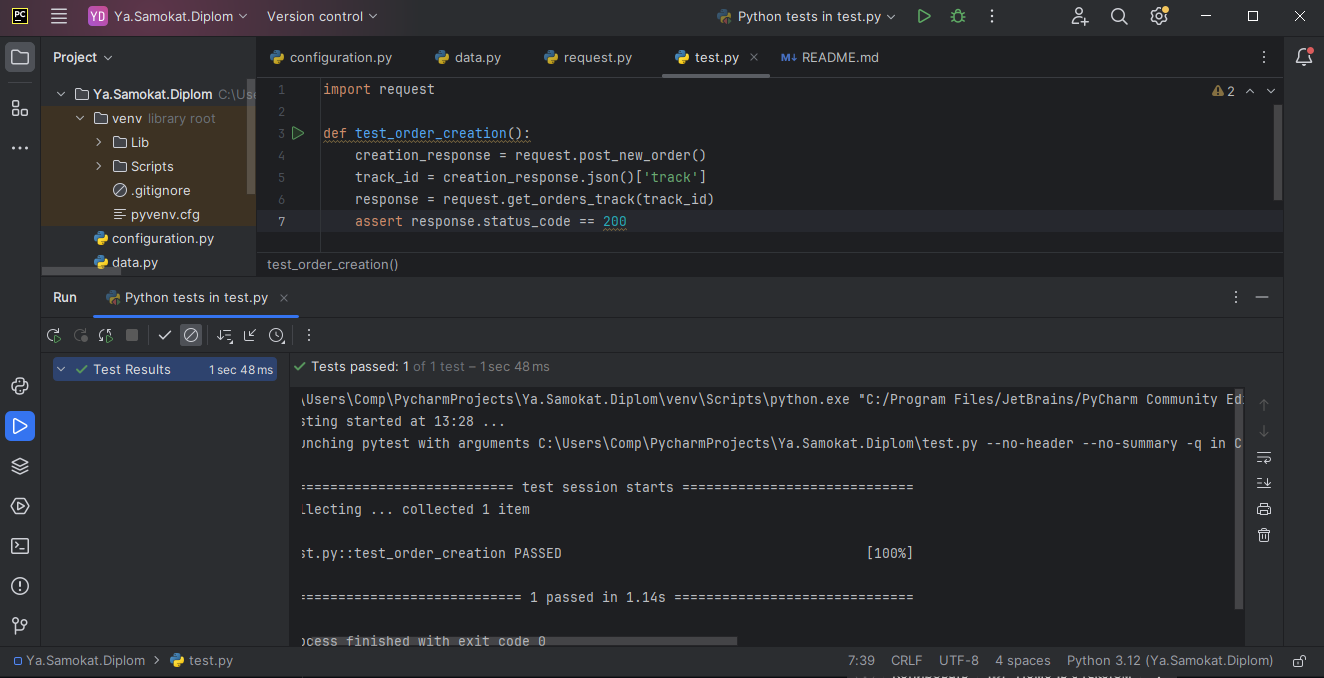 PC YD Ya.Samokat.Diplom Version control Python tests in test.py
Project configuration.py data.py request.py test.py M↓ README.md
Ya.Samokat.Diplom C:\Use
venv library root
Lib
Scripts
.gitignore
pyvenv.cfg
configuration.py
data.py
1 import request 2
2
3 def test_order_creation():
4 creation_response = request.post_new_order()
5 track_id = creation_response.json()['track']
6 response = request.get_orders_track(track_id)
7 assert response.status_code == 200
test_order_creation()
Run Python tests in test.py
Test Results 1 sec 48 ms
Tests passed: 1 of 1 test – 1 sec 48 ms
\Users\Comp\PycharmProjects\Ya.Samokat.Diplom\venv\Scripts\python.exe "C:/Program Files/JetBrains/PyCharm Community Edi
sting started at 13:28 ...
unching pytest with arguments C:\Users\Comp\PycharmProjects\Ya.Samokat.Diplom\test.py --no-header --no-summary -q in C
=========================== test session starts =============================
llecting ... collected 1 item
st.py::test_order_creation PASSED [100%]
============================ 1 passed in 1.14s ==============================
ocess finished with exit code 0
Ya.Samokat.Diplom > test.py 7:39 CRLF UTF-8 4 spaces Python 3.12 (Ya.Samokat.Diplom)